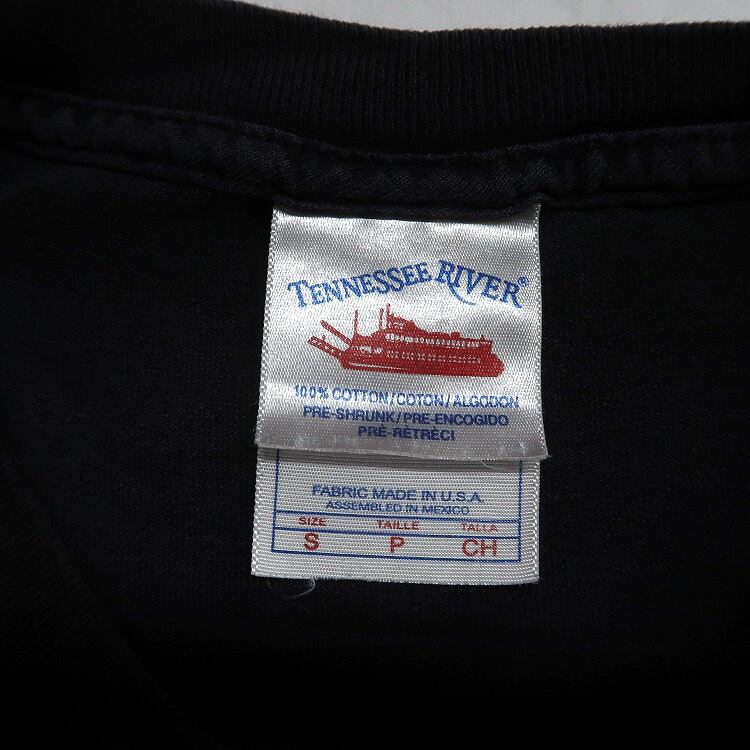 TENNESSEE RIVER®
100% COTTON/COTON/ALGODON
PRE-SHRUNK/PRE-ENCOGIDO
PRÉ-RÉTRÉCI
FABRIC MADE IN U.S.A.
ASSEMBLED IN MEXICO
SIZE TAILLE TALLA
S P CH